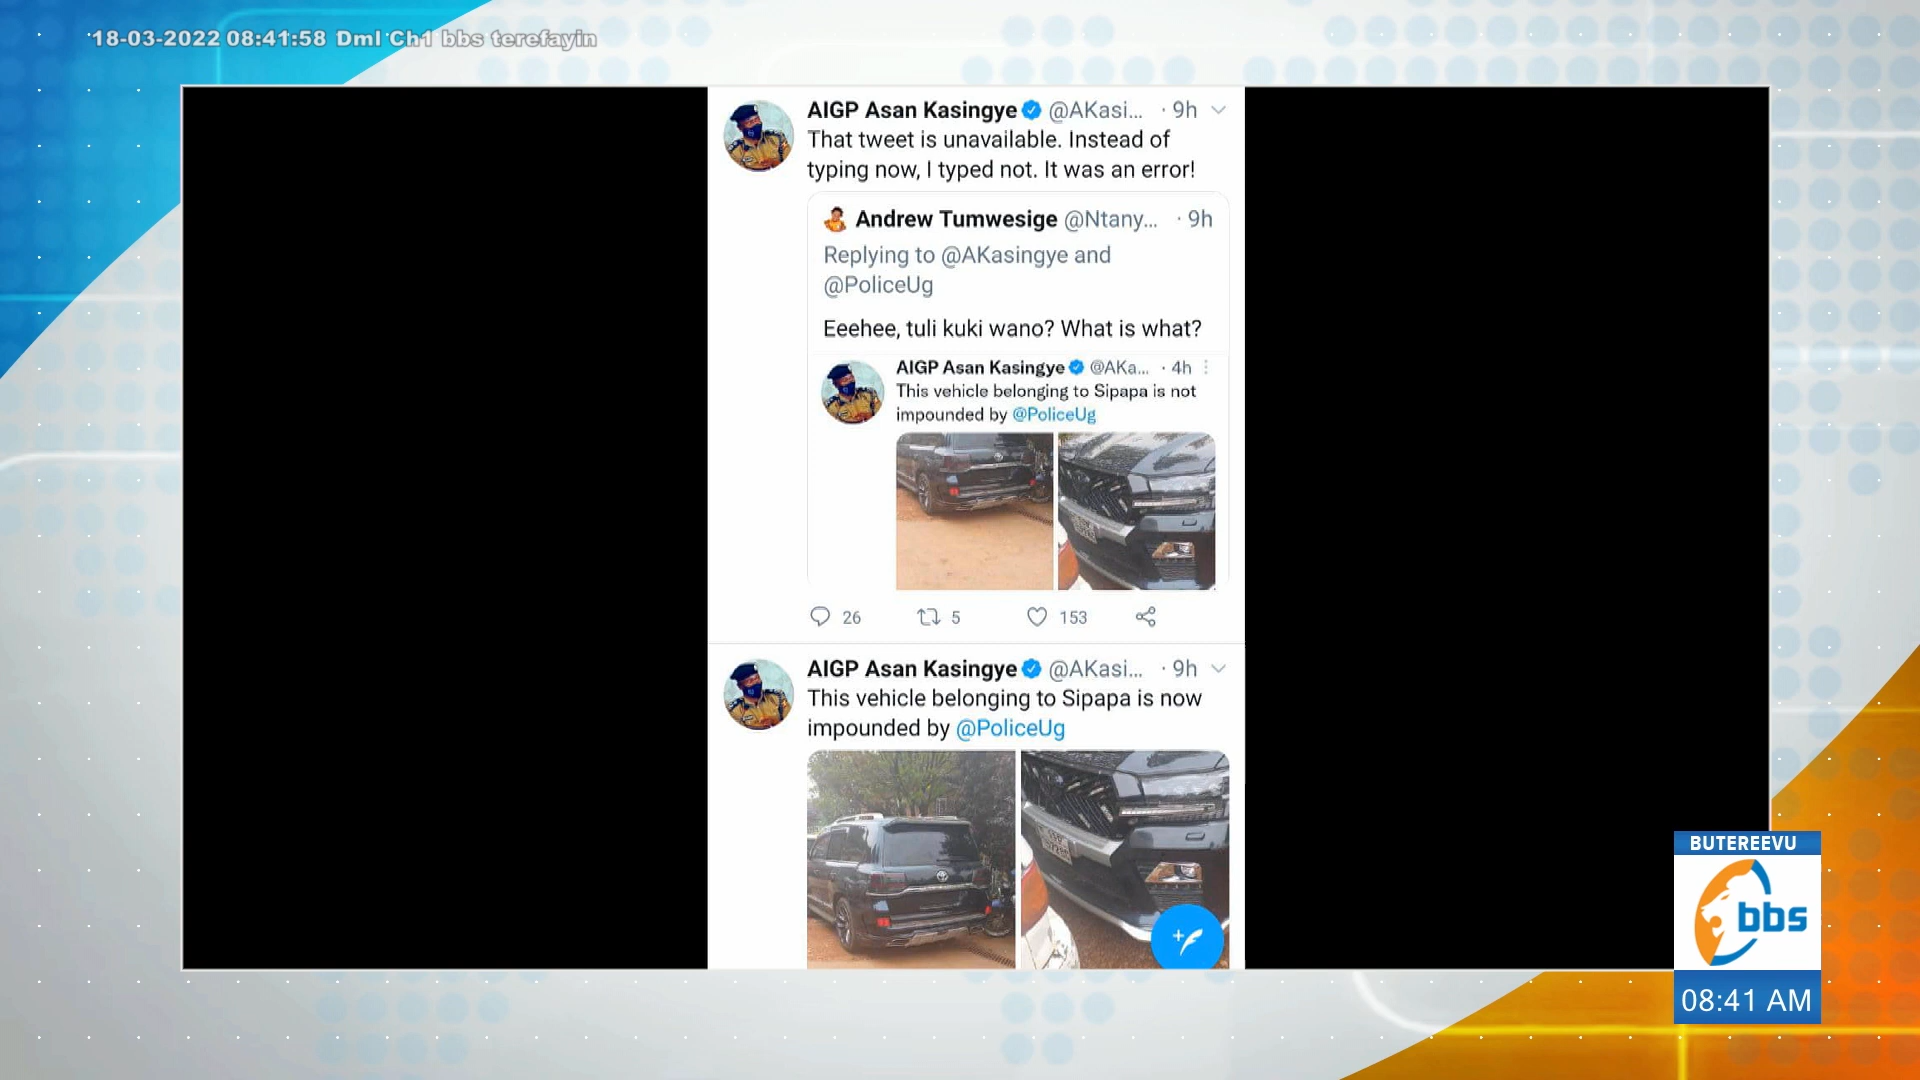 18-03-2022 08:41:58 Dml Ch1 bbs terefayin
AIGP Asan Kasingye @AKasi... · 9h
That tweet is unavailable. Instead of
typing now, I typed not. It was an error!
Andrew Tumwesige @Ntany... · 9h
Replying to @AKasingye and
@PoliceUg
Eeehee, tuli kuki wano? What is what?
AIGP Asan Kasingye @AKa... · 4h
This vehicle belonging to Sipapa is not
impounded by @PoliceUg
26 5 153
AIGP Asan Kasingye @AKasi... · 9h
This vehicle belonging to Sipapa is now
impounded by @PoliceUg
BUTEREEVU
bbs
08:41 AM